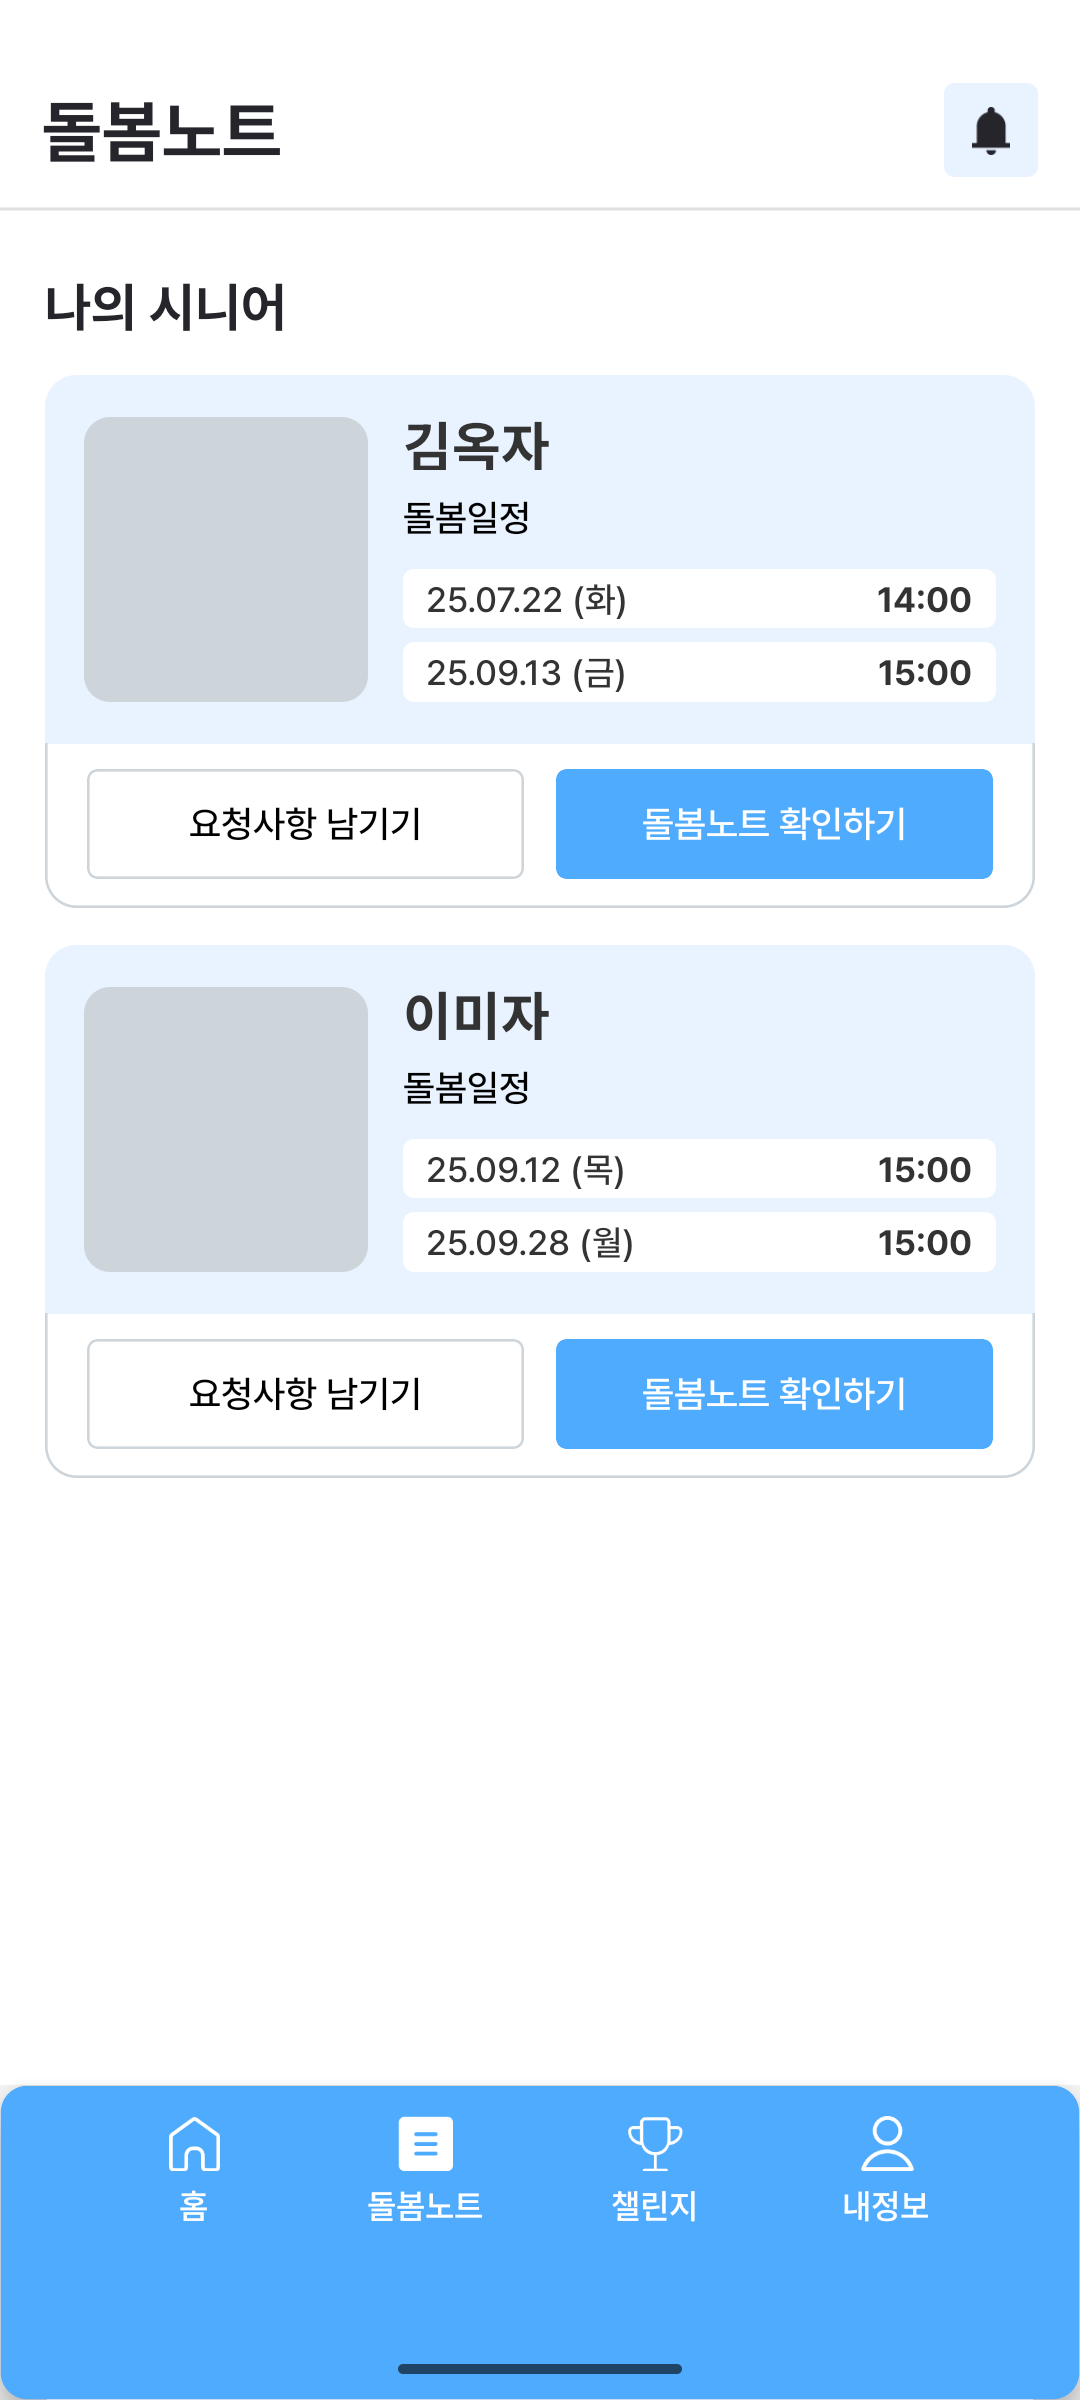 돌봄노트
나의 시니어
김옥자
돌봄일정
25.07.22 (화) 14:00
25.09.13 (금) 15:00
요청사항 남기기 돌봄노트 확인하기
이미자
돌봄일정
25.09.12 (목) 15:00
25.09.28 (월) 15:00
요청사항 남기기 돌봄노트 확인하기
홈 돌봄노트 챌린지 내정보